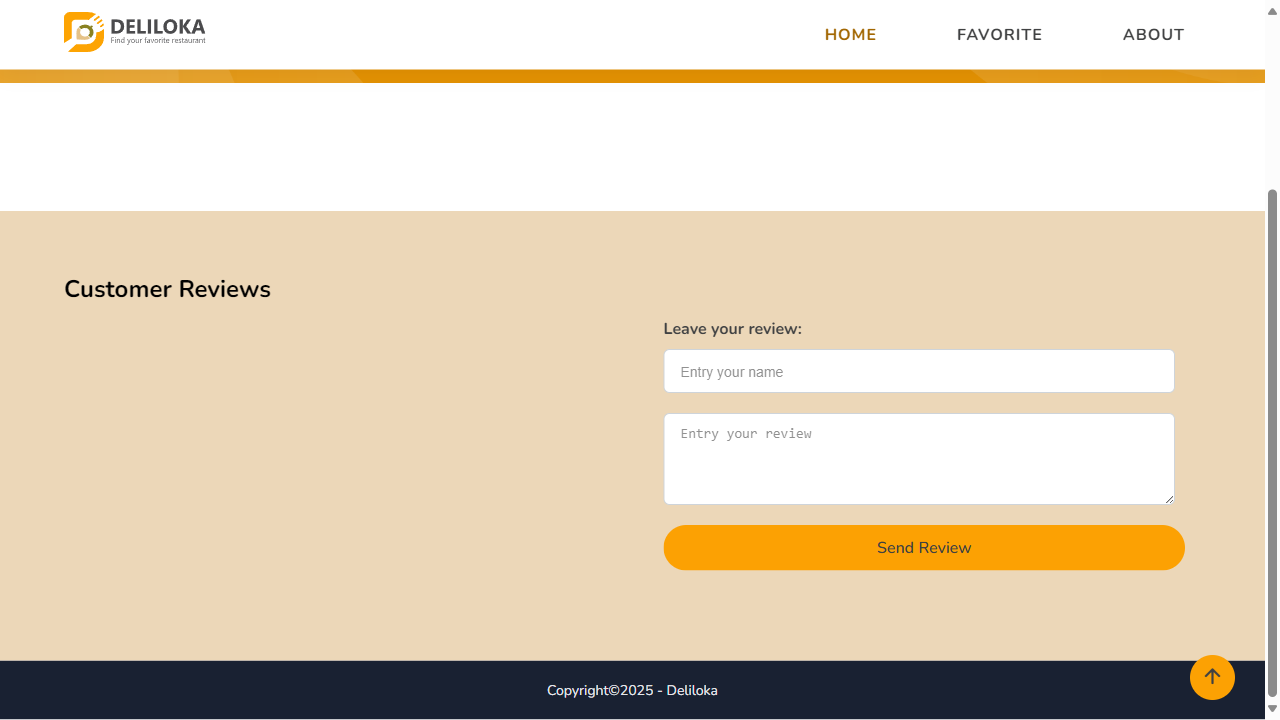 DELILOKA
Find your favorite restaurant
HOME
FAVORITE
ABOUT
Customer Reviews
Leave your review:
Entry your name
Entry your review
Send Review
Copyright©2025 - Deliloka